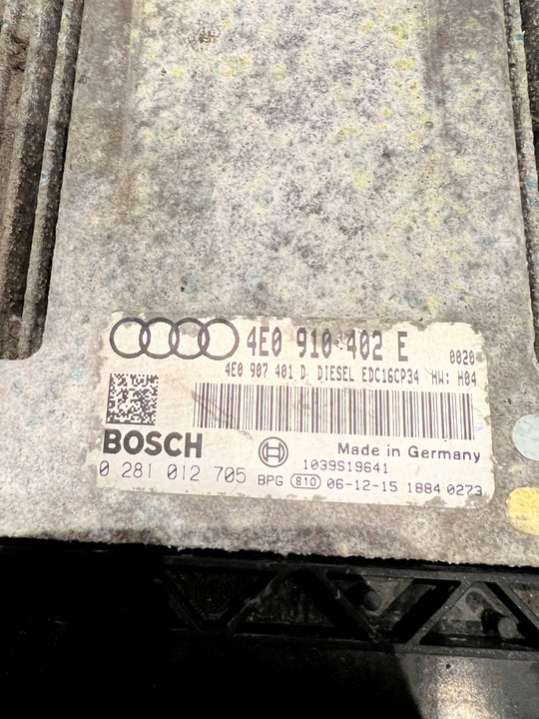 4E0 910 402 E 0020
4E0 907 401 D DIESEL EDC16CP34 HW: H04
BOSCH Made in Germany
1039S19641
0 281 012 705 BPG 810 06-12-15 1884 0273